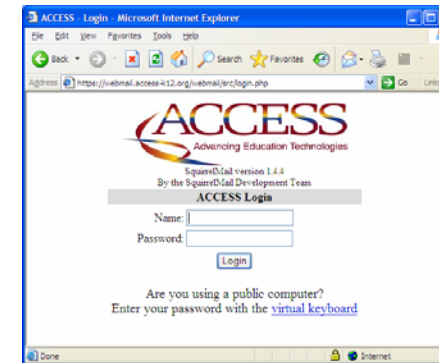 ACCESS - Login - Microsoft Internet Explorer
File Edit View Favorites Tools Help
Back Search Favorites
Address https://webmail.access-k12.org/webmail/src/login.php Go Links
ACCESS
Advancing Education Technologies
SquirrelMail version 1.4.4
By the SquirrelMail Development Team
ACCESS Login
Name:
Password:
Login
Are you using a public computer?
Enter your password with the virtual keyboard
Done Internet